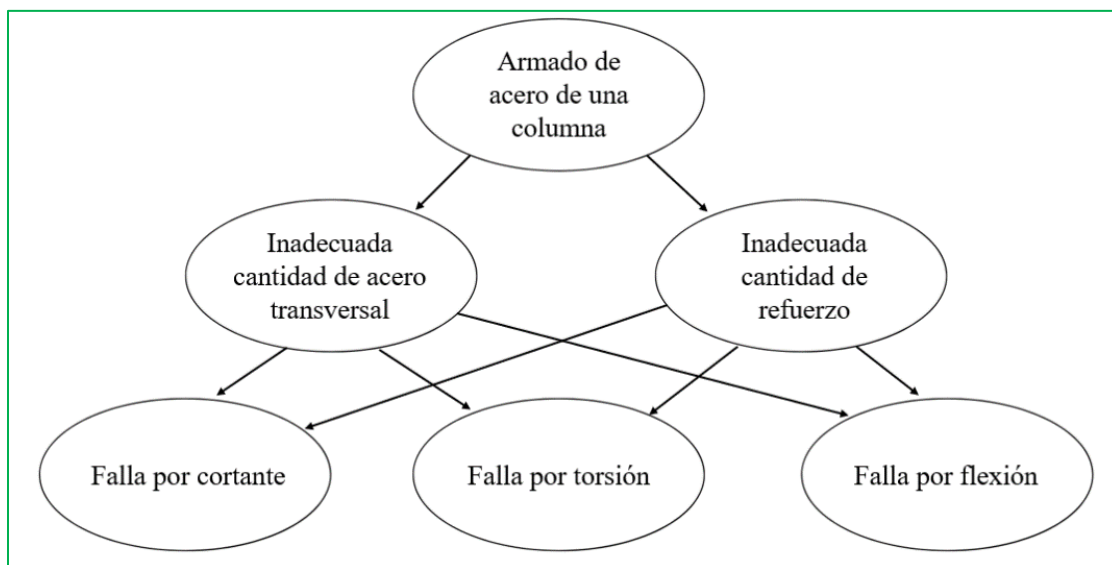 Armado de
acero de una
columna
Inadecuada
cantidad de acero
transversal
Inadecuada
cantidad de
refuerzo
Falla por cortante
Falla por torsión
Falla por flexión